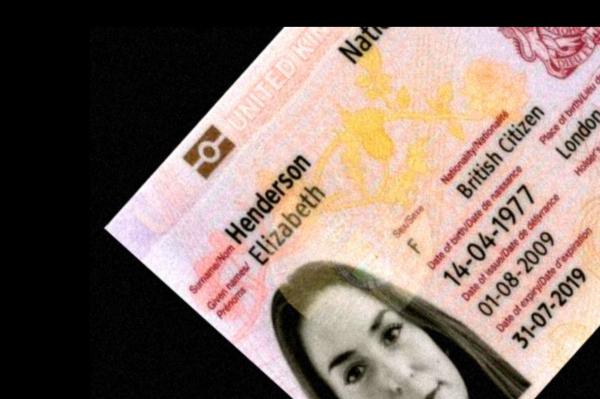 UNITED KIN
Nati
Surname/Nom
Henderson
Given names/
Prénoms
Elizabeth
Sex/Sexe
F
Nationality/Nationalité
British Citizen
Date of birth/Date de naissance
14-04-1977
Date of issue/Date de délivrance
01-08-2009
Date of expiry/Date d'expiration
31-07-2019
Place of birth/Lieu de
London
Holder